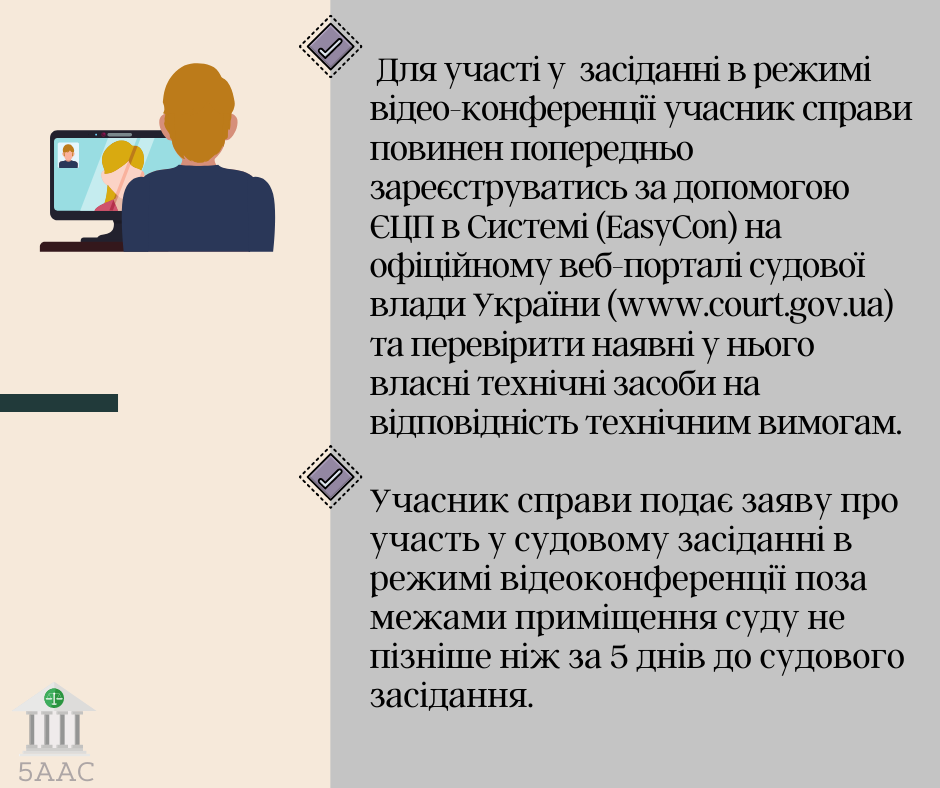 Для участі у засіданні в режимі
відео-конференції учасник справи
повинен попередньо
зареєструватись за допомогою
ЄЦП в Системі (EasyCon) на
офіційному веб-порталі судової
влади України (www.court.gov.ua)
та перевірити наявні у нього
власні технічні засоби на
відповідність технічним вимогам.
Учасник справи подає заяву про
участь у судовому засіданні в
режимі відеоконференції поза
межами приміщення суду не
пізніше ніж за 5 днів до судового
засідання.
5ААС